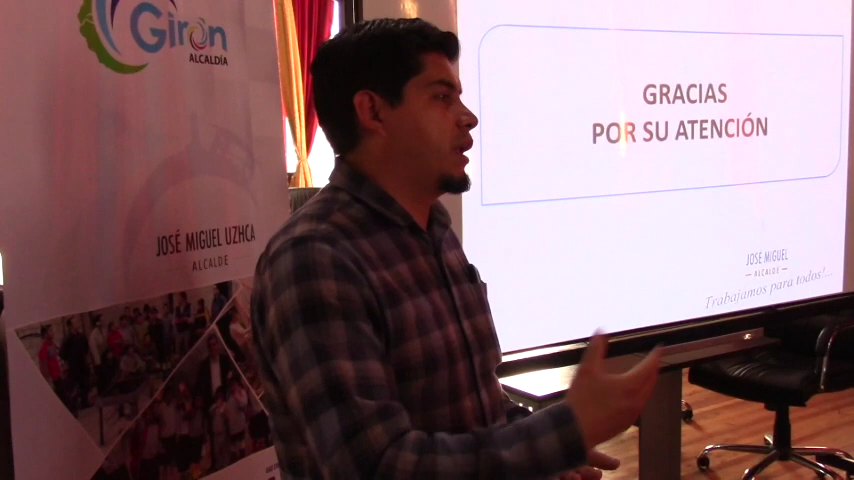 Girón
ALCALDÍA
JOSÉ MIGUEL UZHCA
ALCALDE
GRACIAS
POR SU ATENCIÓN
JOSE MIGUEL
ALCALDE
Trabajamos para todos!...